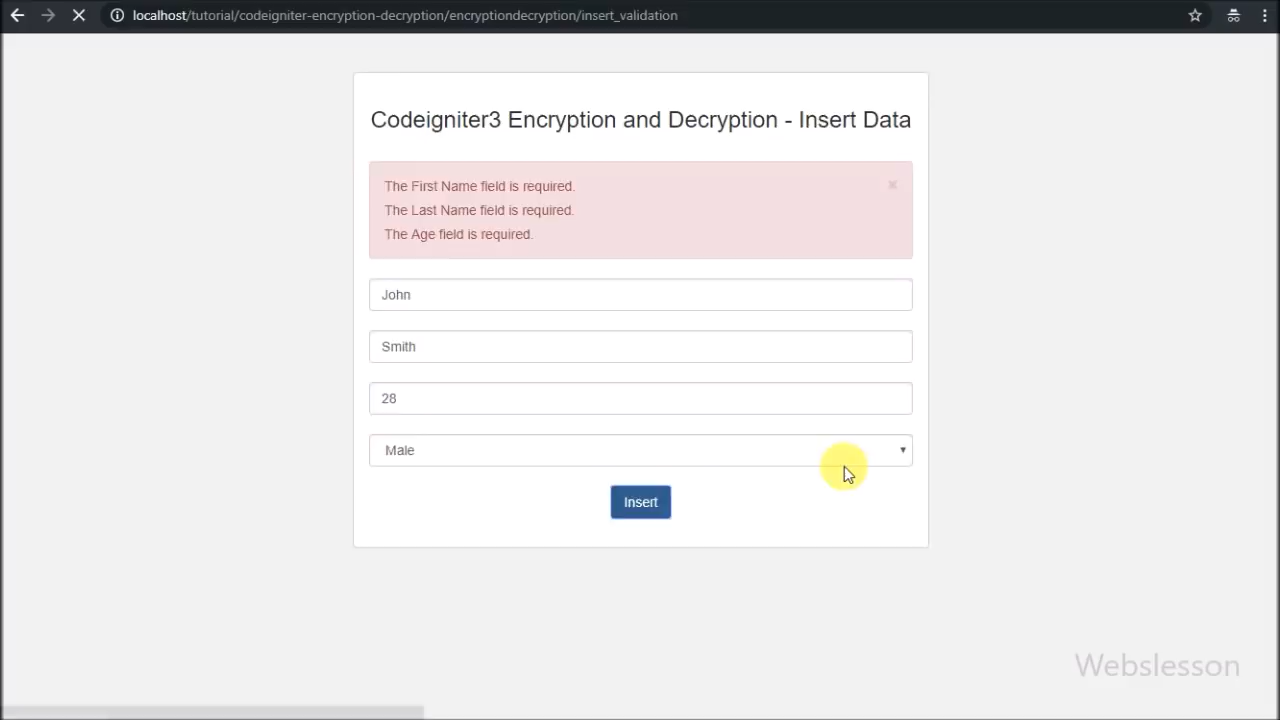 localhost/tutorial/codeigniter-encryption-decryption/encryptiondecryption/insert_validation
Codeigniter3 Encryption and Decryption - Insert Data
The First Name field is required.
×
The Last Name field is required.
The Age field is required.
John
Smith
28
Male
Insert
Webslesson